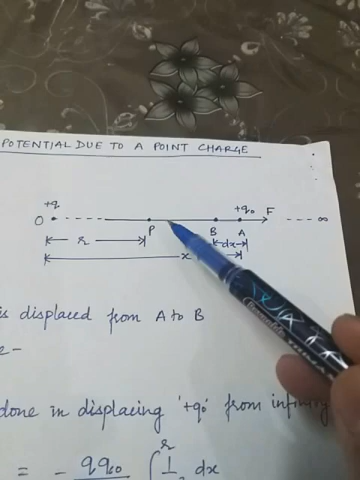 POTENTIAL DUE TO A POINT CHARGE
+q +q₀ F
O P B A ∞
r dx
x
is displaced from A to B
done in displacing '+q₀' from infinity
= - qq₀ ∫ʳ 1 dx